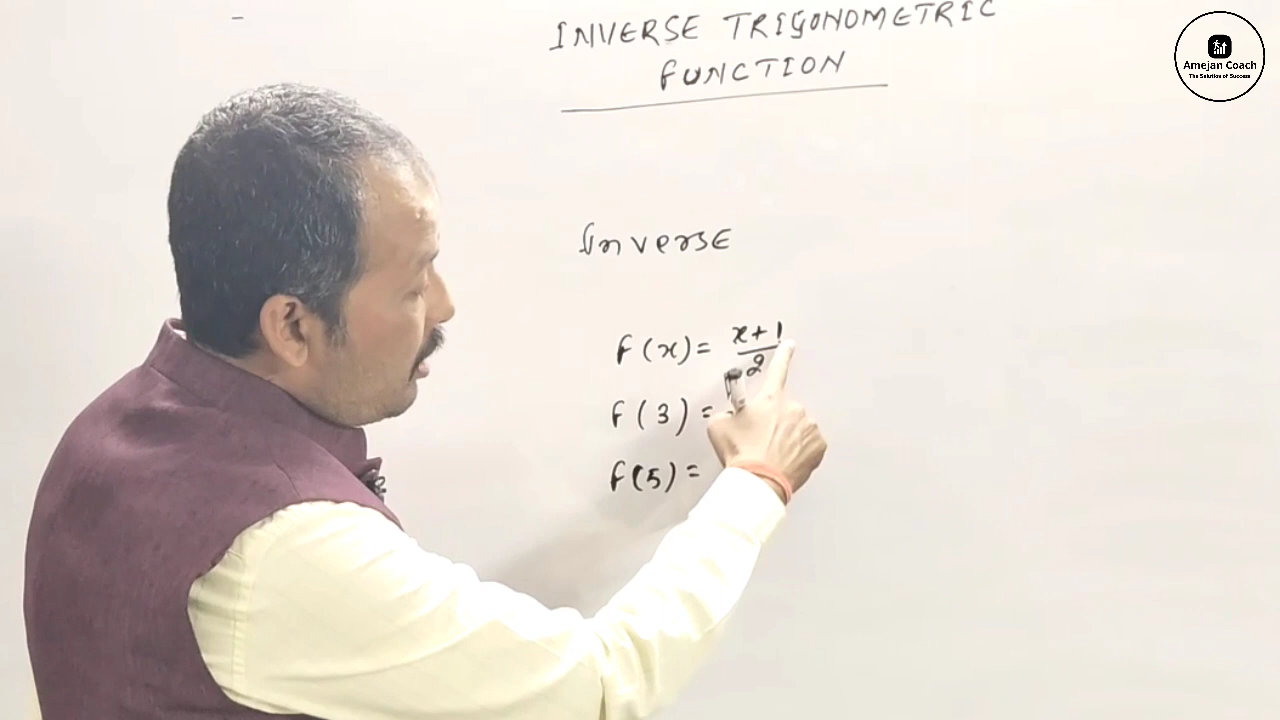 INVERSE TRIGONOMETRIC
FUNCTION
Amejan Coach
The Solution of Success
Inverse
f(x) = x+1/2
f(3) =
f(5) =